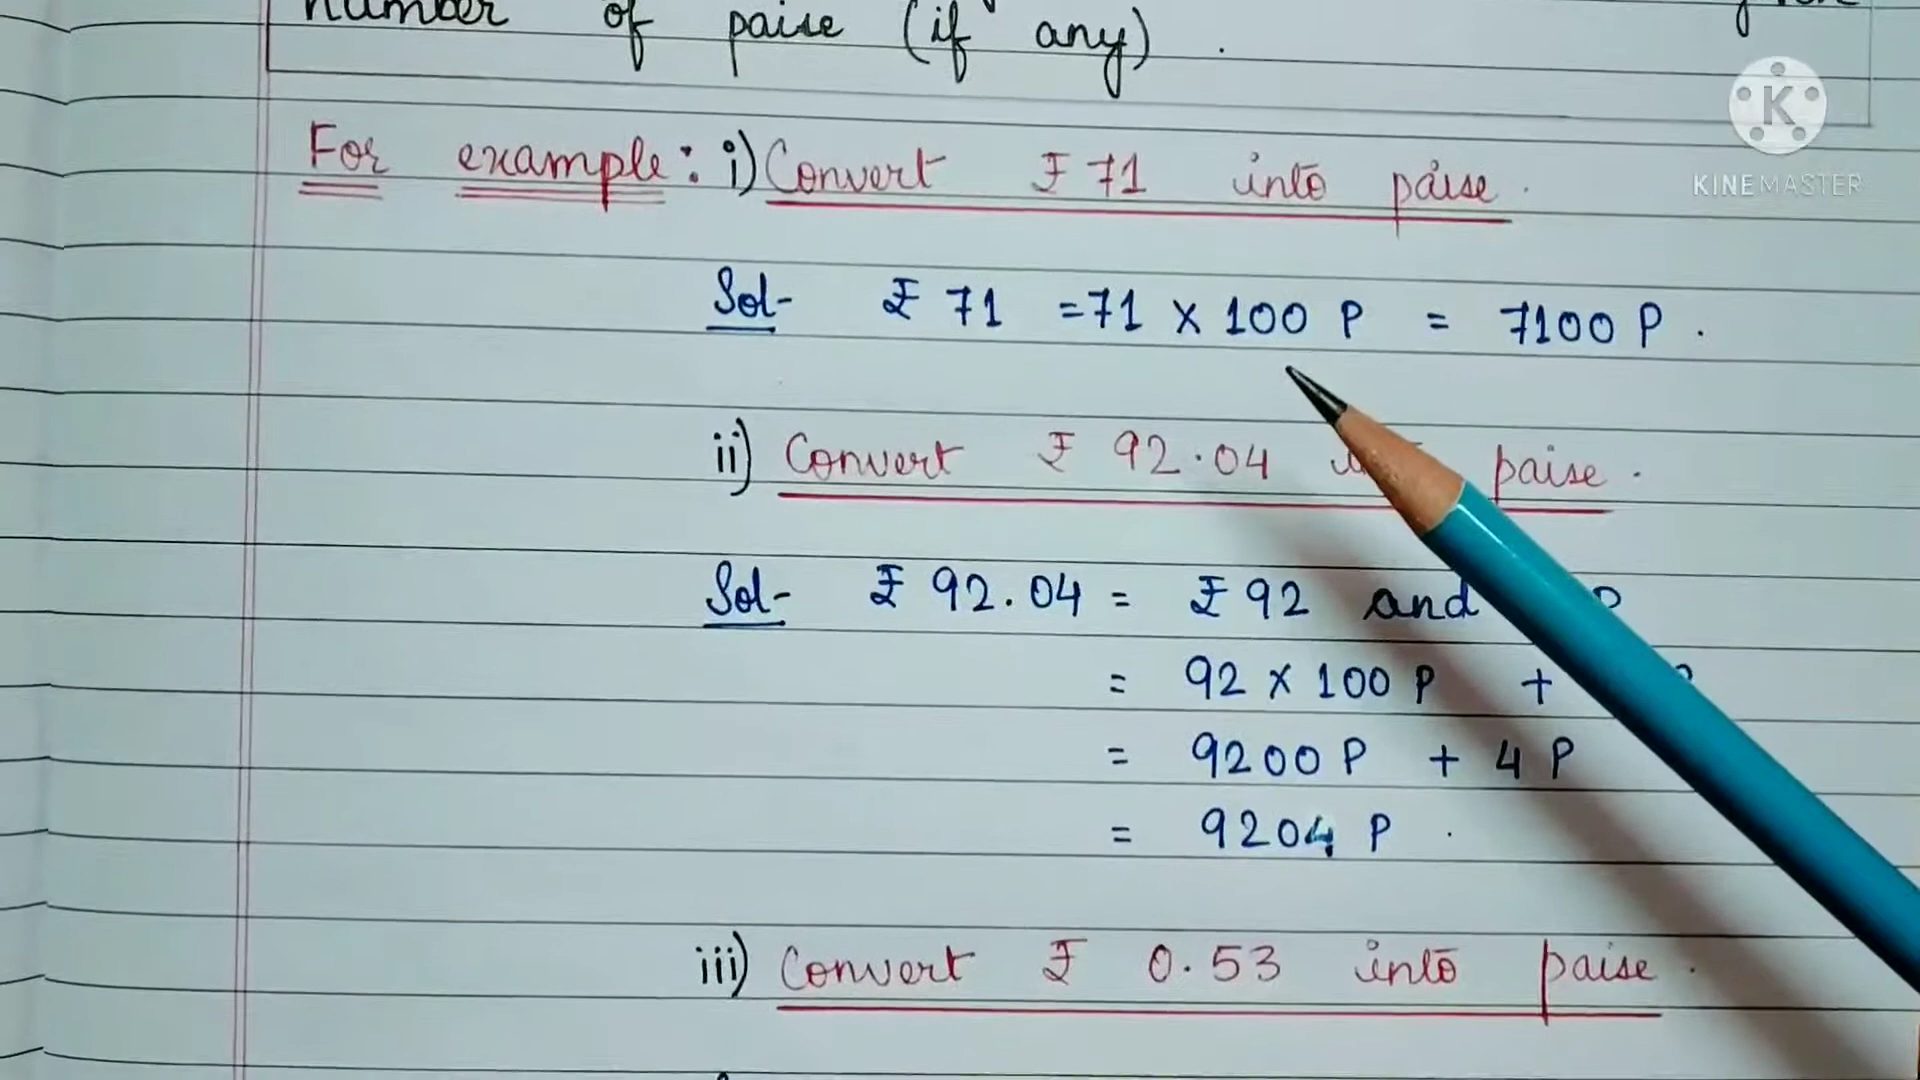 number of paise (if any).
For example: i) Convert ₹ 71 into paise.
KINEMASTER
Sol- ₹ 71 = 71 x 100 P = 7100 P.
ii) Convert ₹ 92.04 paise.
Sol- ₹ 92.04 = ₹ 92 and P
= 92 x 100 P + P
= 9200 P + 4 P
= 9204 P.
iii) Convert ₹ 0.53 into paise.